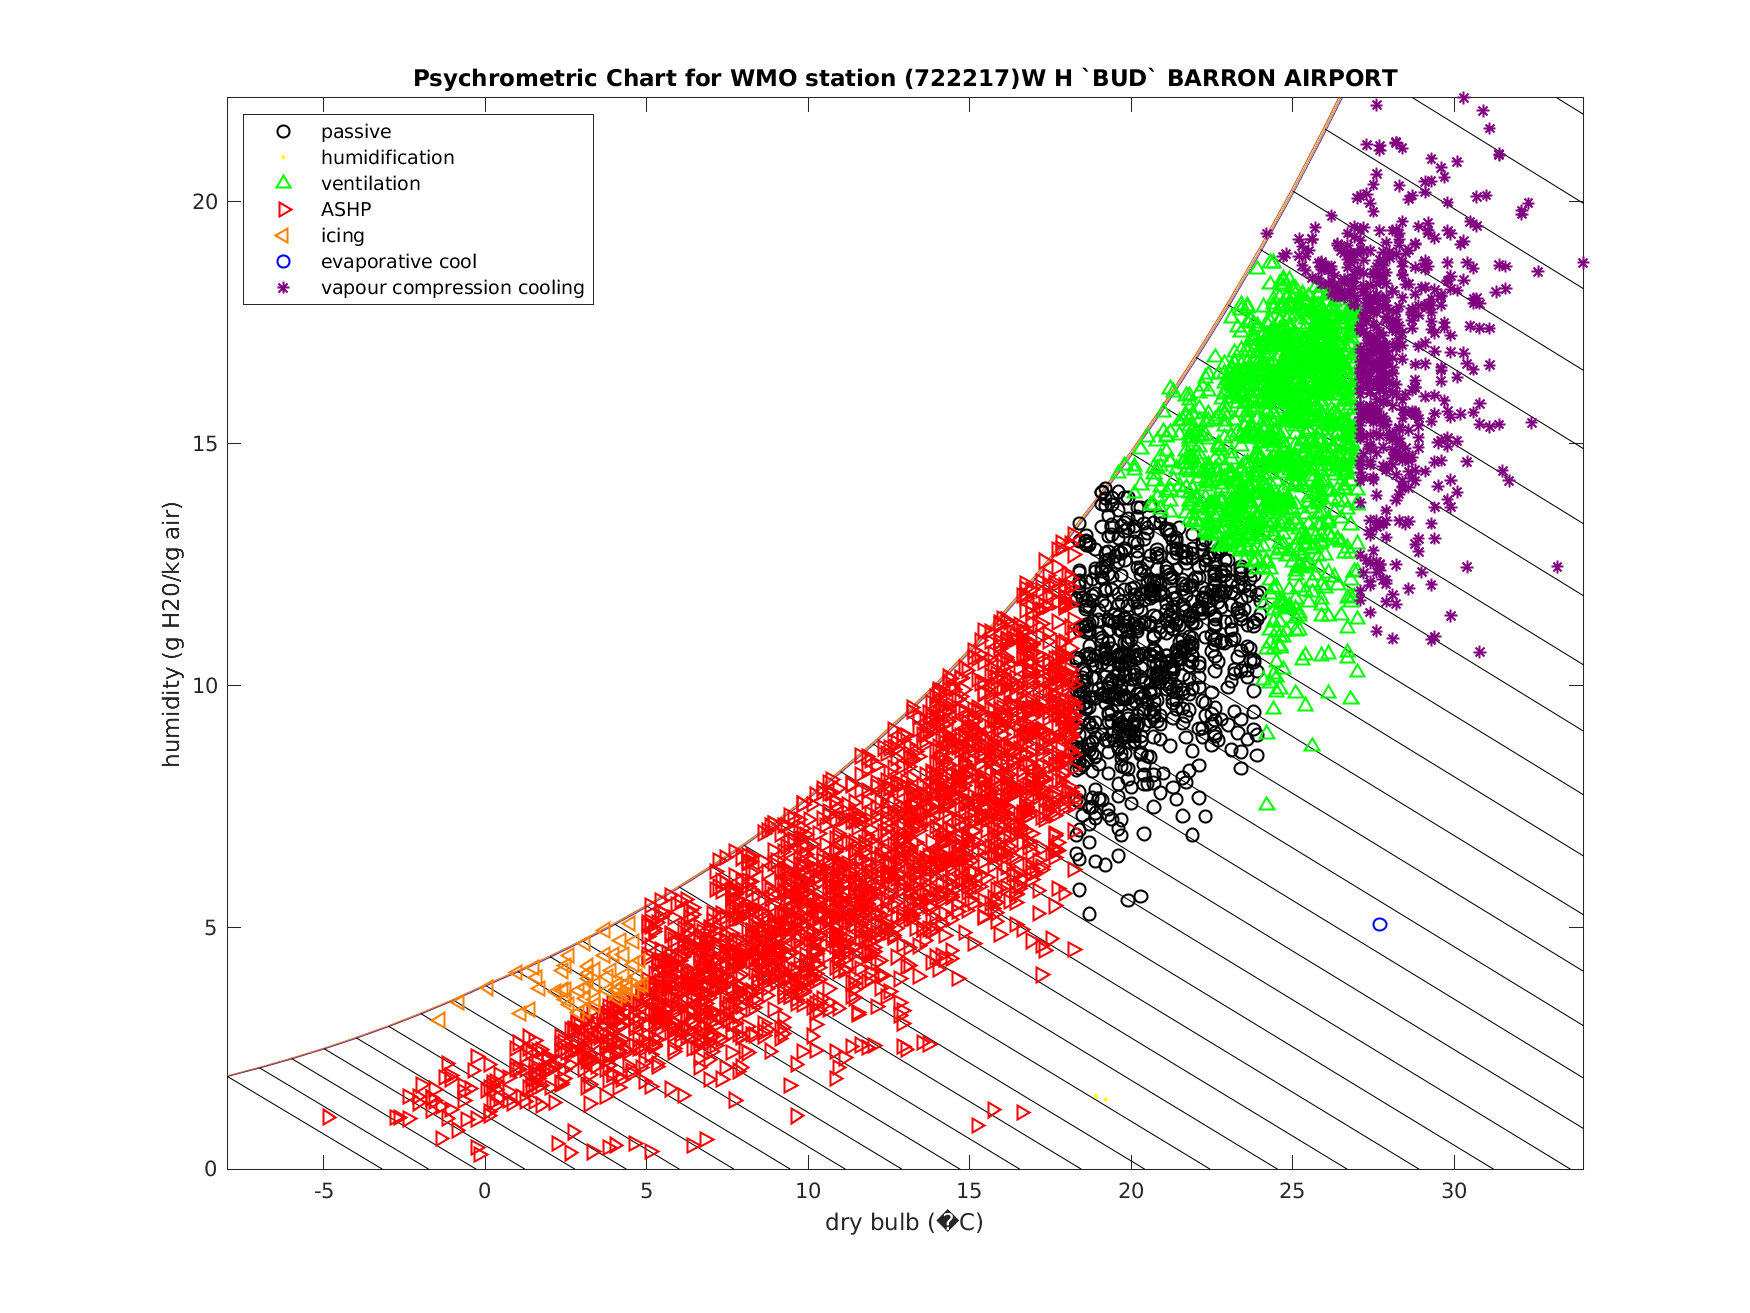 Psychrometric Chart for WMO station (722217)W H `BUD` BARRON AIRPORT
passive
humidification
ventilation
ASHP
icing
evaporative cool
vapour compression cooling
20
15
10
5
0
humidity (g H20/kg air)
-5 0 5 10 15 20 25 30
dry bulb (�C)